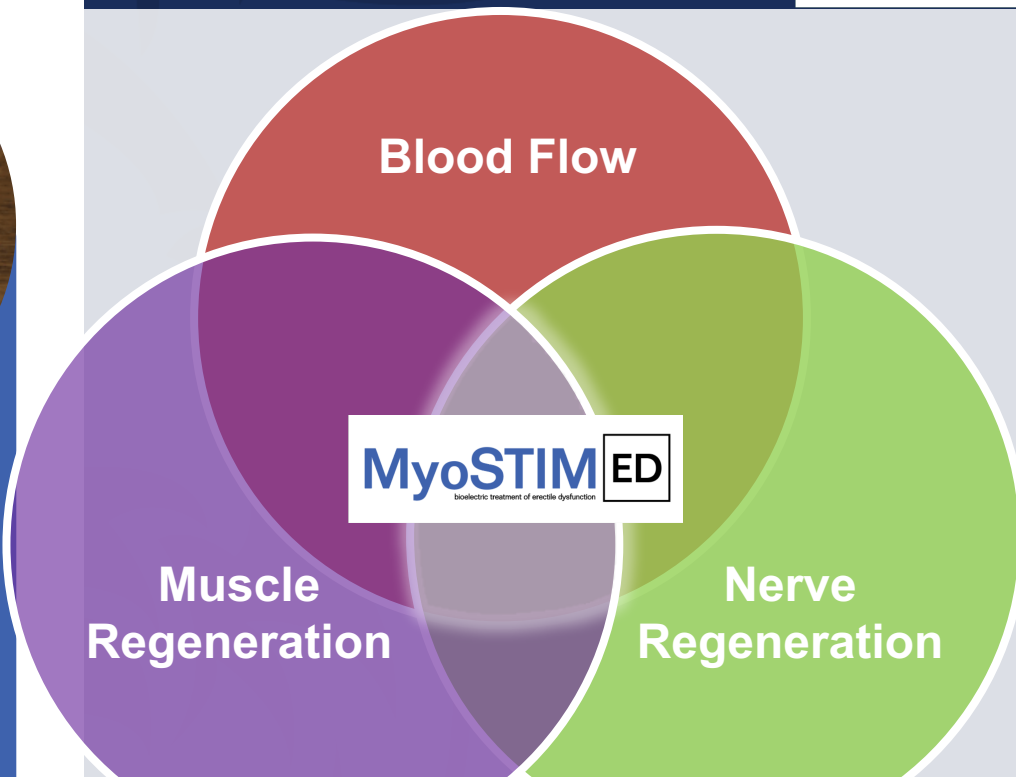 Blood Flow
MyoSTIM ED
bioelectric treatment of erectile dysfunction
Muscle
Regeneration
Nerve
Regeneration